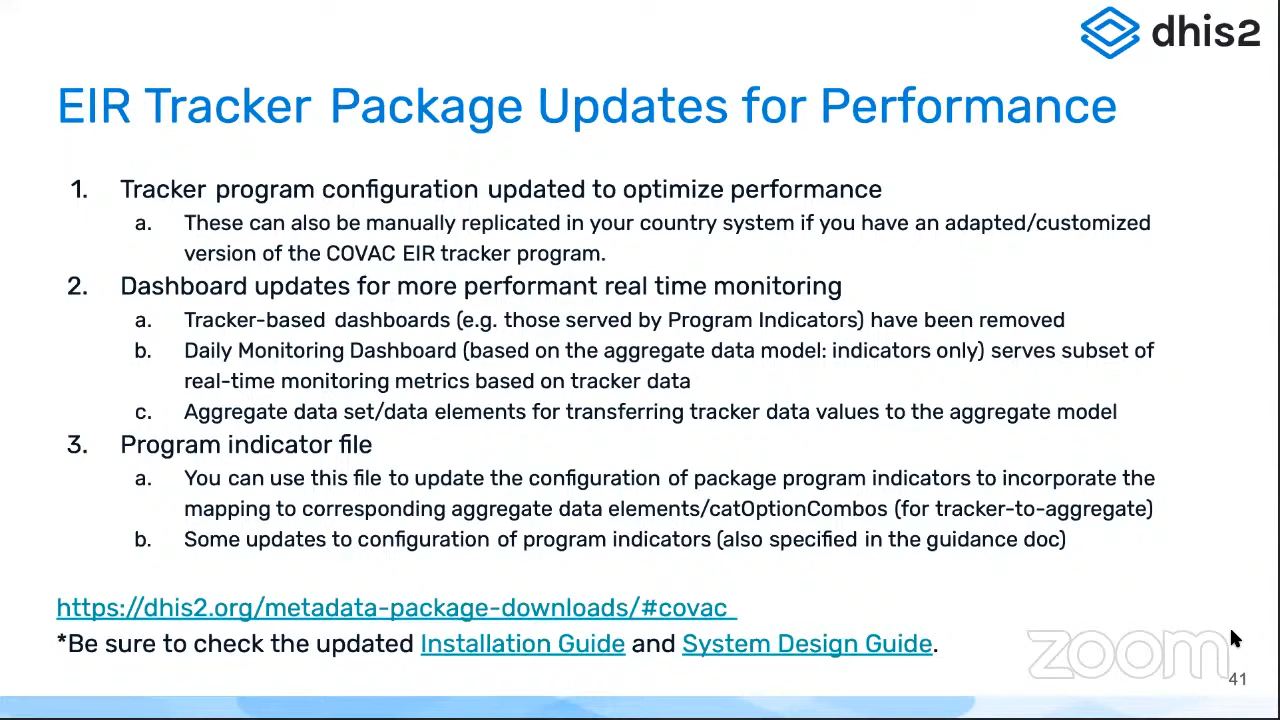 dhis2
EIR Tracker Package Updates for Performance
1. Tracker program configuration updated to optimize performance
a. These can also be manually replicated in your country system if you have an adapted/customized
version of the COVAC EIR tracker program.
2. Dashboard updates for more performant real time monitoring
a. Tracker-based dashboards (e.g. those served by Program Indicators) have been removed
b. Daily Monitoring Dashboard (based on the aggregate data model: indicators only) serves subset of
real-time monitoring metrics based on tracker data
c. Aggregate data set/data elements for transferring tracker data values to the aggregate model
3. Program indicator file
a. You can use this file to update the configuration of package program indicators to incorporate the
mapping to corresponding aggregate data elements/catOptionCombos (for tracker-to-aggregate)
b. Some updates to configuration of program indicators (also specified in the guidance doc)
https://dhis2.org/metadata-package-downloads/#covac
*Be sure to check the updated Installation Guide and System Design Guide.
zoom
41